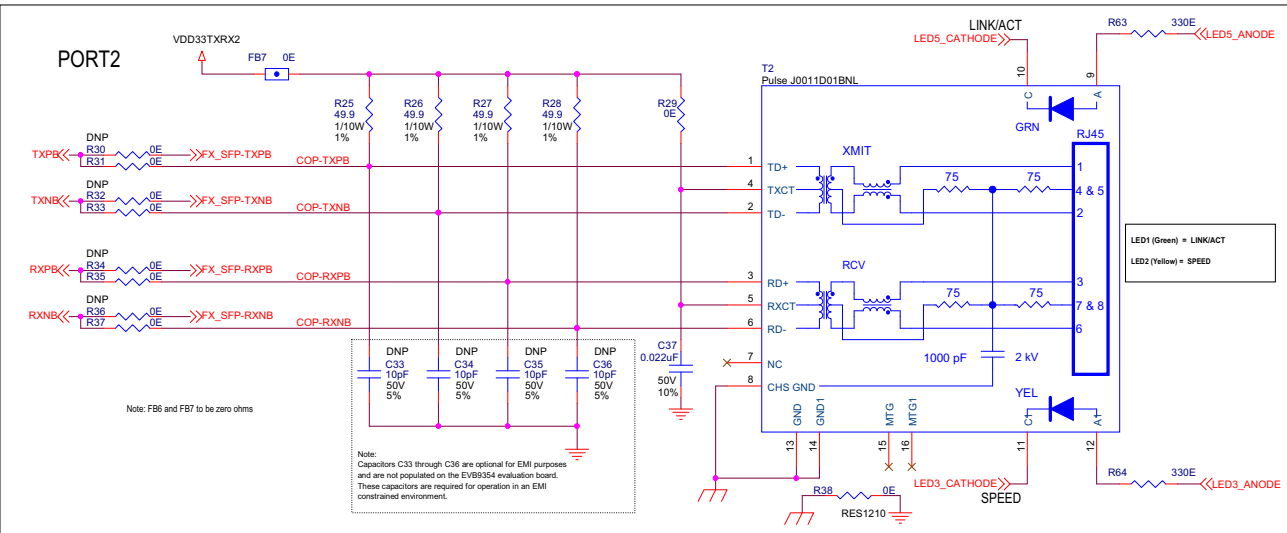 PORT2
VDD33TXRX2
FB7
0E
R25
49.9
1/10W
1%
R26
49.9
1/10W
1%
R27
49.9
1/10W
1%
R28
49.9
1/10W
1%
R29
0E
DNP
TXPB
R30
0E
FX_SFP-TXPB
R31
0E
COP-TXPB
DNP
TXNB
R32
0E
FX_SFP-TXNB
R33
0E
COP-TXNB
DNP
RXPB
R34
0E
FX_SFP-RXPB
R35
0E
COP-RXPB
DNP
RXNB
R36
0E
FX_SFP-RXNB
R37
0E
COP-RXNB
DNP
C33
10pF
50V
5%
DNP
C34
10pF
50V
5%
DNP
C35
10pF
50V
5%
DNP
C36
10pF
50V
5%
C37
0.022uF
50V
10%
Note: FB6 and FB7 to be zero ohms
Note:
Capacitors C33 through C36 are optional for EMI purposes
and are not populated on the EVB9354 evaluation board.
These capacitors are required for operation in an EMI
constrained environment.
T2
Pulse J0011D01BNL
LINK/ACT
LED5_CATHODE
R63
330E
LED5_ANODE
10
9
C
A
GRN
RJ45
1
TD+
4
TXCT
2
TD-
XMIT
75
75
1
4 & 5
2
3
RD+
5
RXCT
6
RD-
RCV
75
75
3
7 & 8
6
7
NC
8
CHS GND
1000 pF
2 kV
YEL
GND
GND1
MTG
MTG1
C1
A1
13
14
15
16
11
12
LED3_CATHODE
SPEED
R64
330E
LED3_ANODE
R38
0E
RES1210
LED1 (Green) = LINK/ACT
LED2 (Yellow) = SPEED